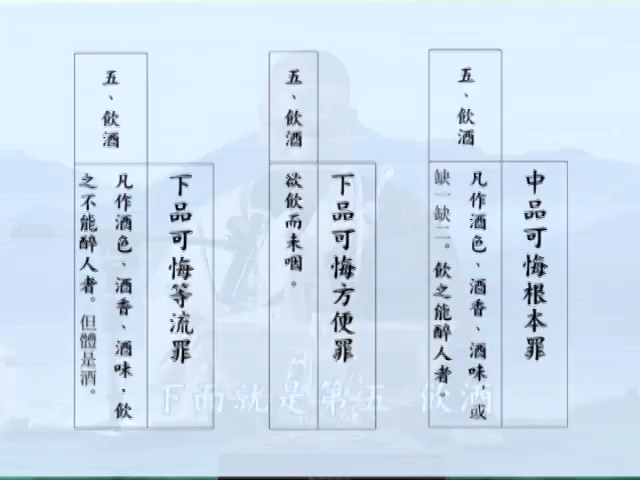 五、飲酒
中品可悔根本罪
凡作酒色、酒香、酒味，或
缺一缺二。飲之能醉人者。
五、飲酒
下品可悔方便罪
欲飲而未咽。
五、飲酒
下品可悔等流罪
凡作酒色、酒香、酒味，飲
之不能醉人者。但體是酒。
下面就是第五 飲酒